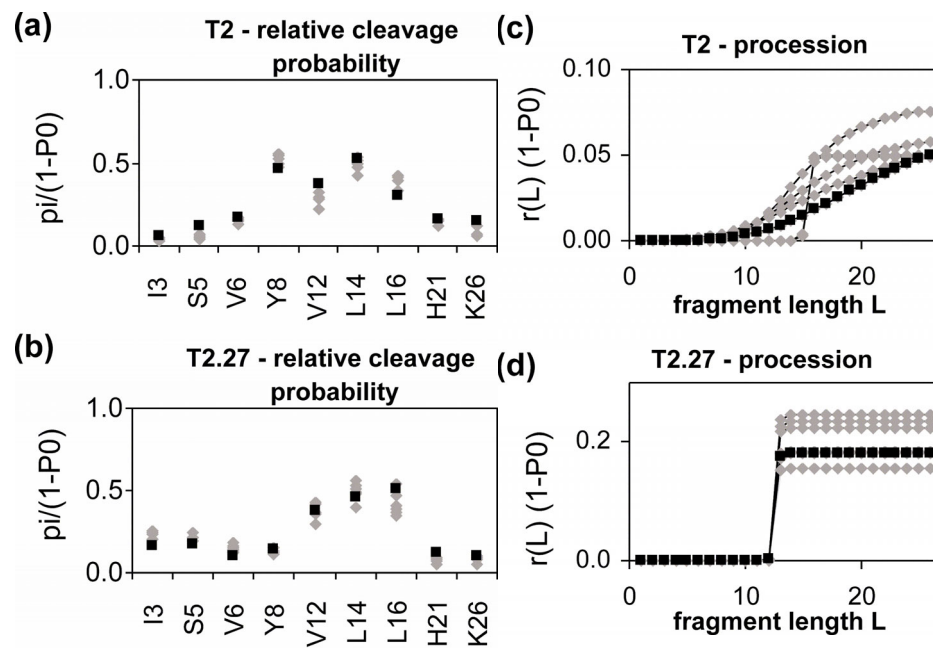 (a)
T2 - relative cleavage
probability
pi/(1-P0)
1.0
0.5
0.0
I3 S5 V6 Y8 V12 L14 L16 H21 K26
(b)
T2.27 - relative cleavage
probability
pi/(1-P0)
1.0
0.5
0.0
I3 S5 V6 Y8 V12 L14 L16 H21 K26
(c)
T2 - procession
r(L) (1-P0)
0.10
0.05
0.00
0 10 20
fragment length L
(d)
T2.27 - procession
r(L) (1-P0)
0.2
0.0
0 10 20
fragment length L